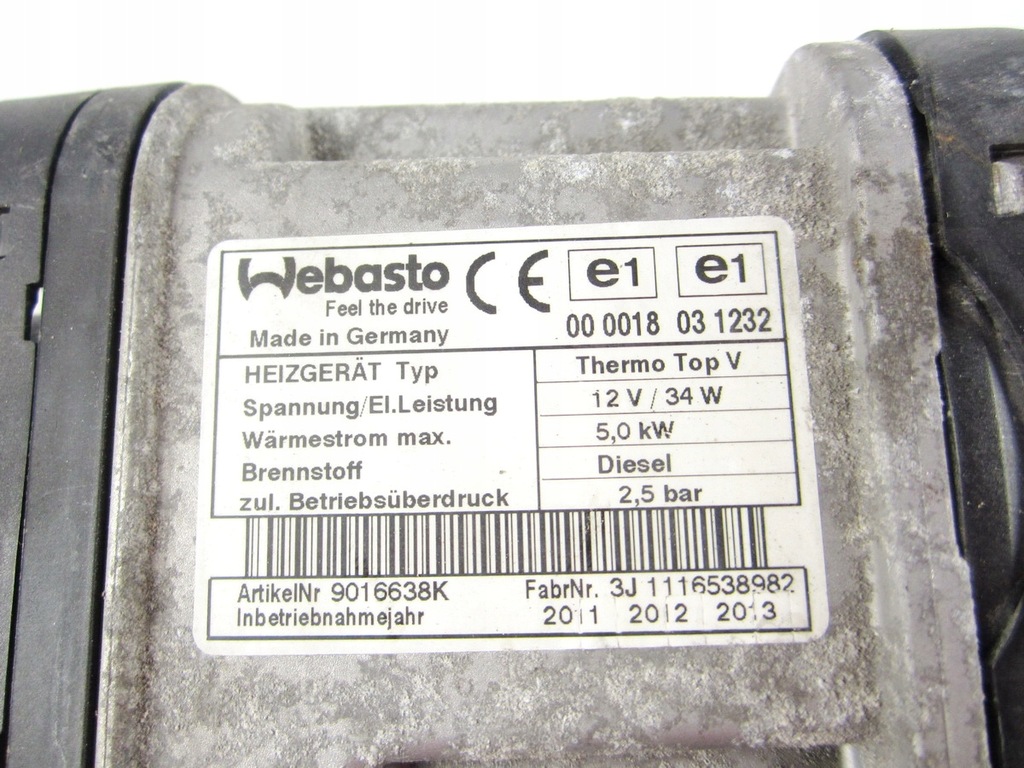 Webasto CE e1 e1
Feel the drive
Made in Germany 00 0018 03 1232
HEIZGERÄT Typ Thermo Top V
Spannung/El.Leistung 12 V / 34 W
Wärmestrom max. 5,0 kW
Brennstoff Diesel
zul. Betriebsüberdruck 2,5 bar
ArtikelNr 9016638K FabrNr. 3J 1116538982
Inbetriebnahmejahr 2011 2012 2013